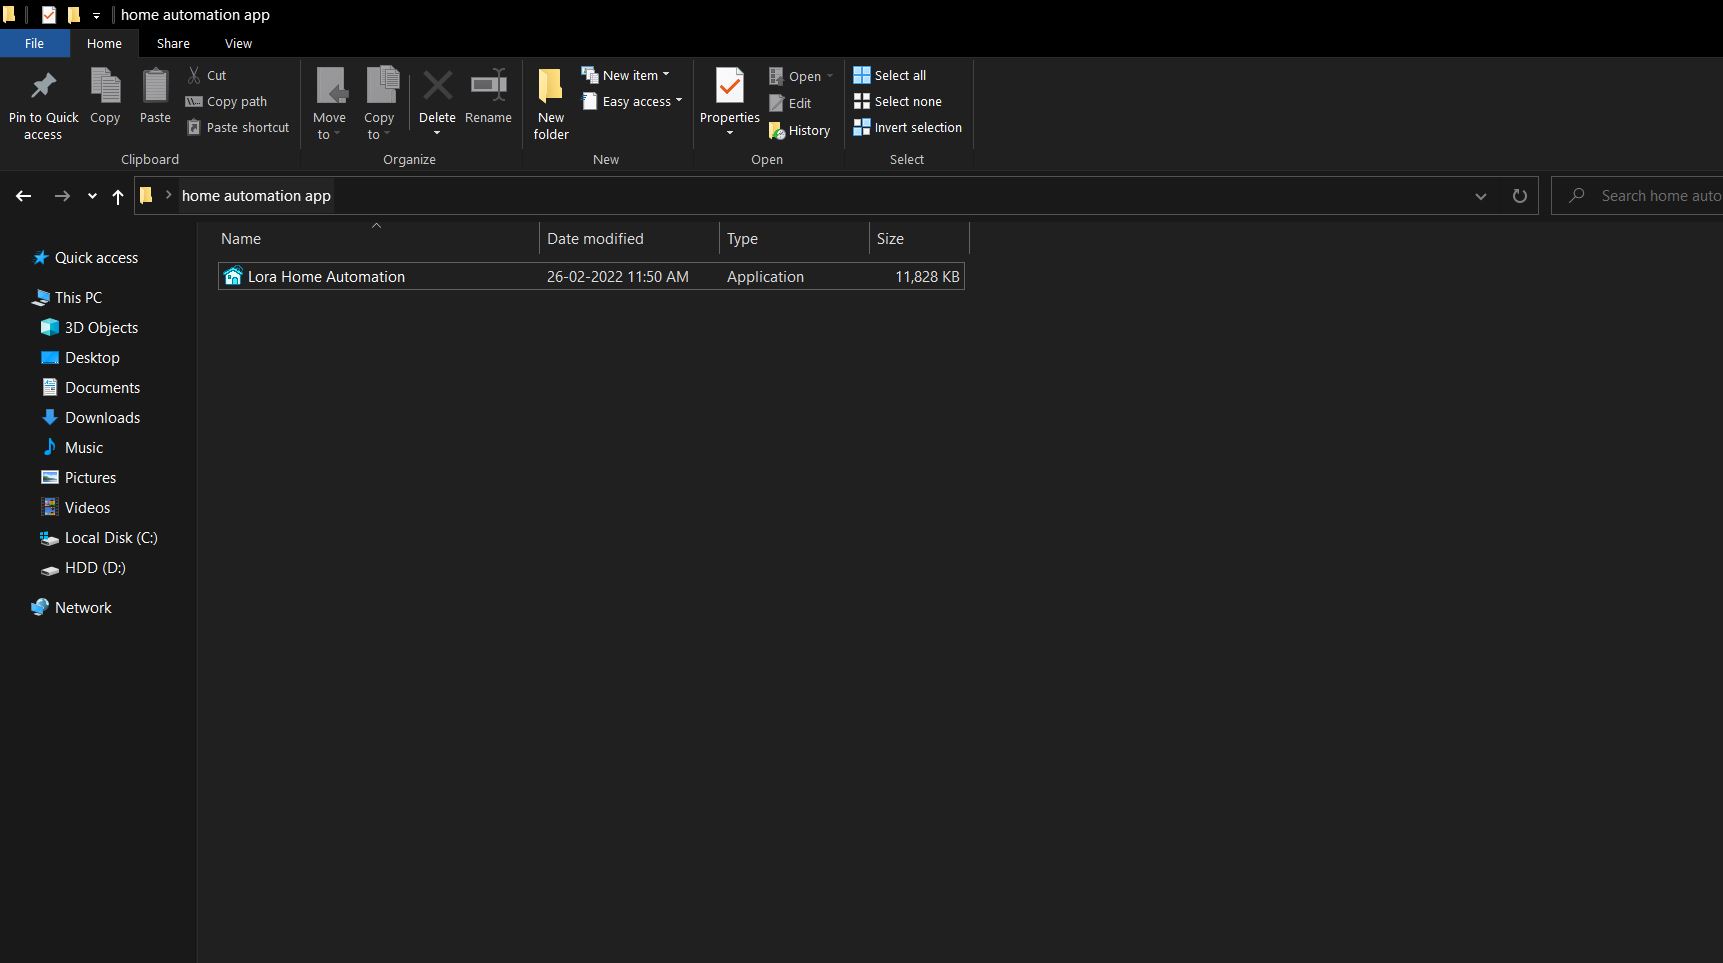 home automation app
File Home Share View
Pin to Quick access
Copy
Paste
Cut
Copy path
Paste shortcut
Clipboard
Move to
Copy to
Delete
Rename
Organize
New folder
New item
Easy access
New
Properties
Open
Edit
History
Open
Select all
Select none
Invert selection
Select
home automation app
Search home auto
Name Date modified Type Size
Lora Home Automation 26-02-2022 11:50 AM Application 11,828 KB
Quick access
This PC
3D Objects
Desktop
Documents
Downloads
Music
Pictures
Videos
Local Disk (C:)
HDD (D:)
Network